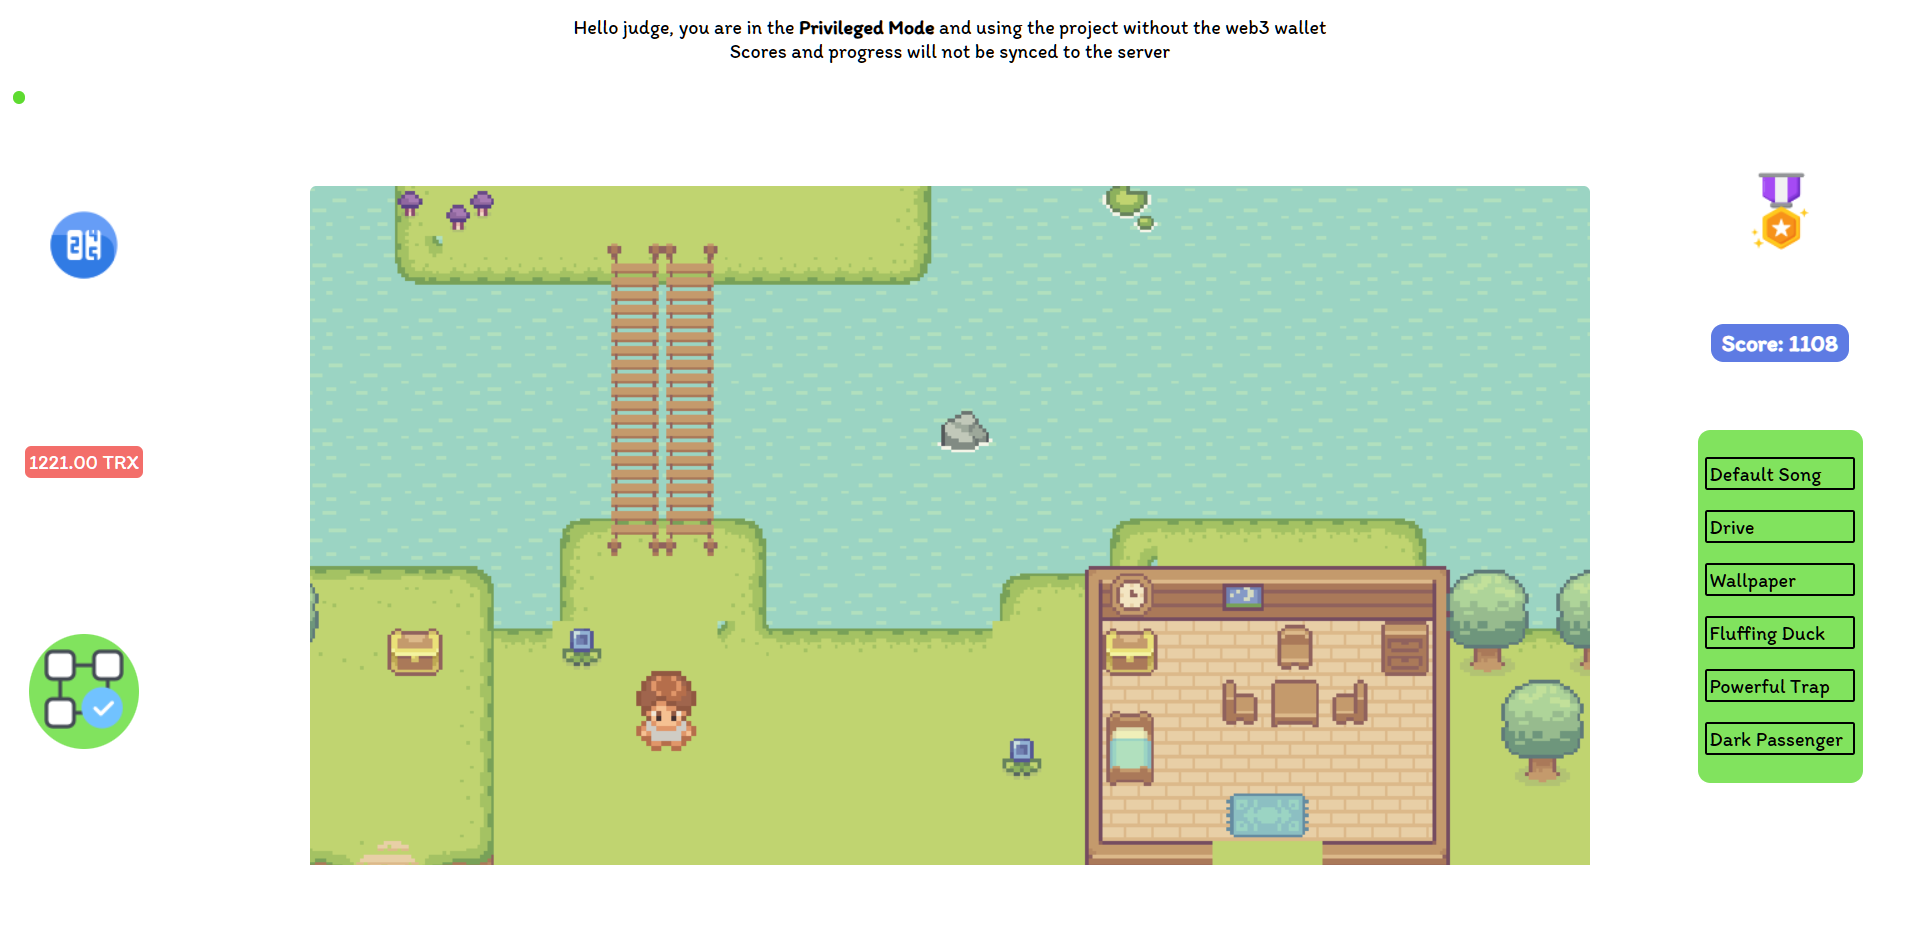 Hello judge, you are in the Privileged Mode and using the project without the web3 wallet
Scores and progress will not be synced to the server
Score: 1108
1221.00 TRX
Default Song
Drive
Wallpaper
Fluffing Duck
Powerful Trap
Dark Passenger